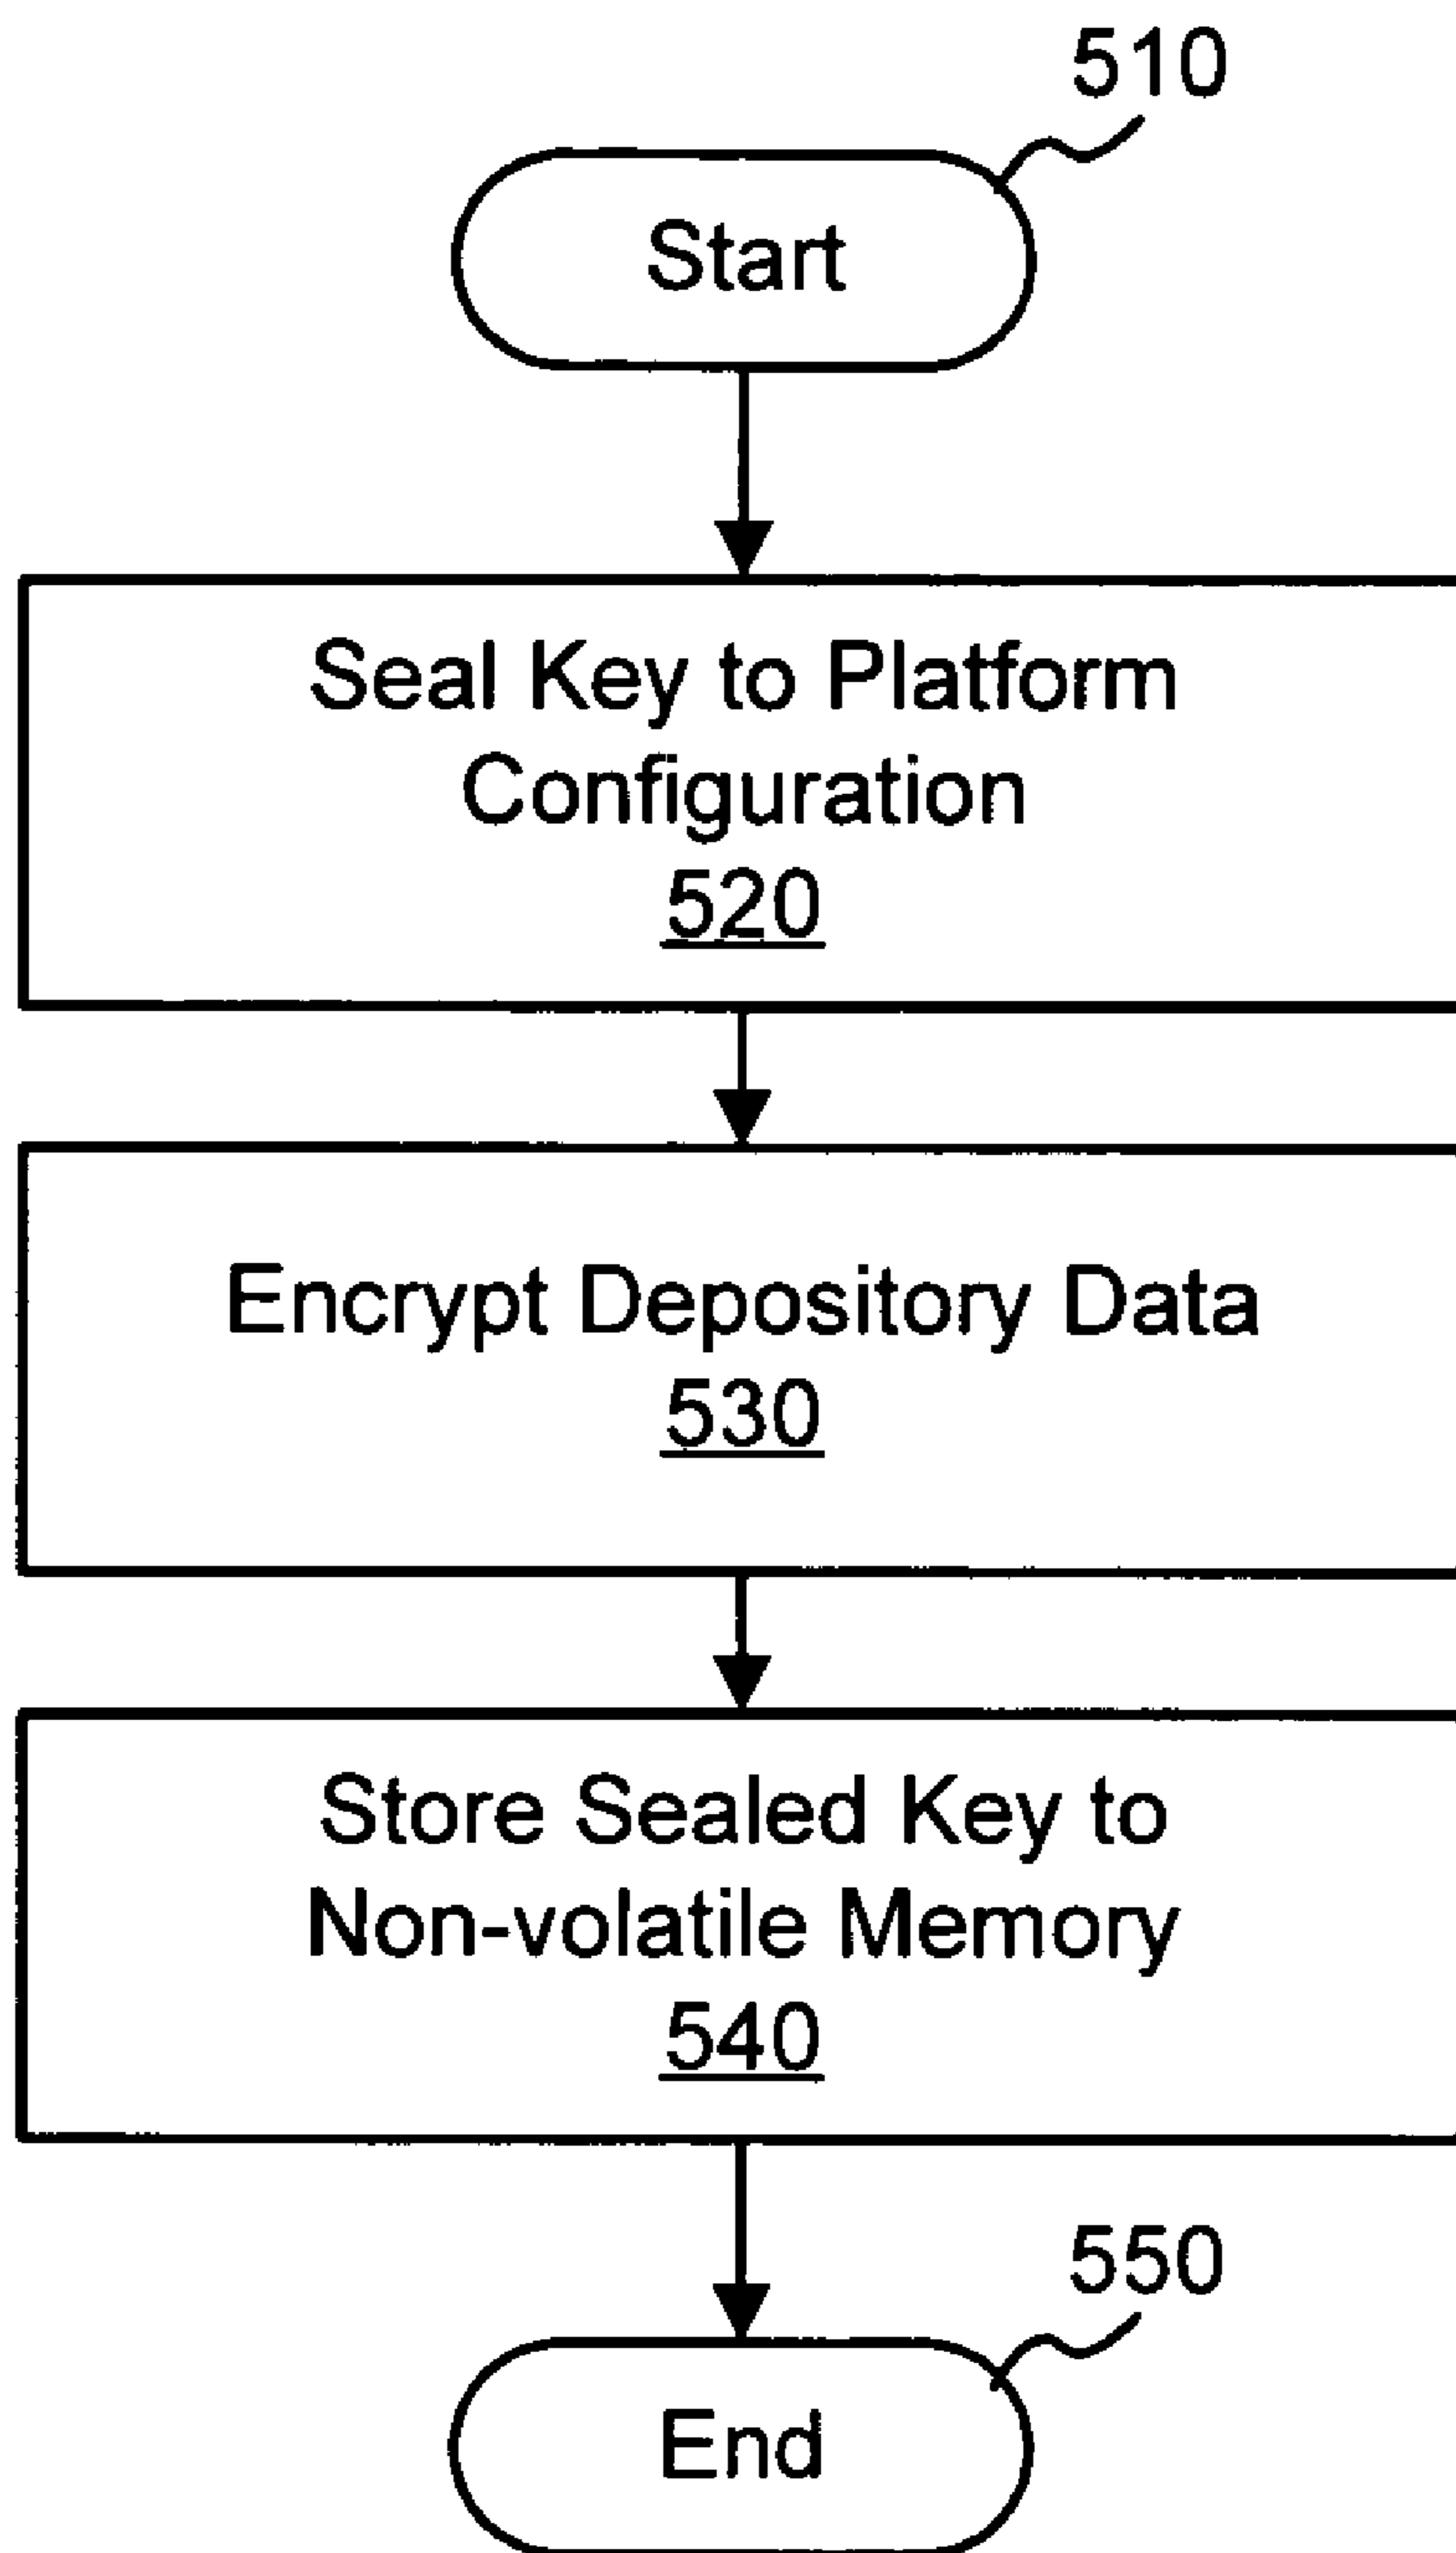 510
Start
Seal Key to Platform
Configuration
520
Encrypt Depository Data
530
Store Sealed Key to
Non-volatile Memory
540
550
End